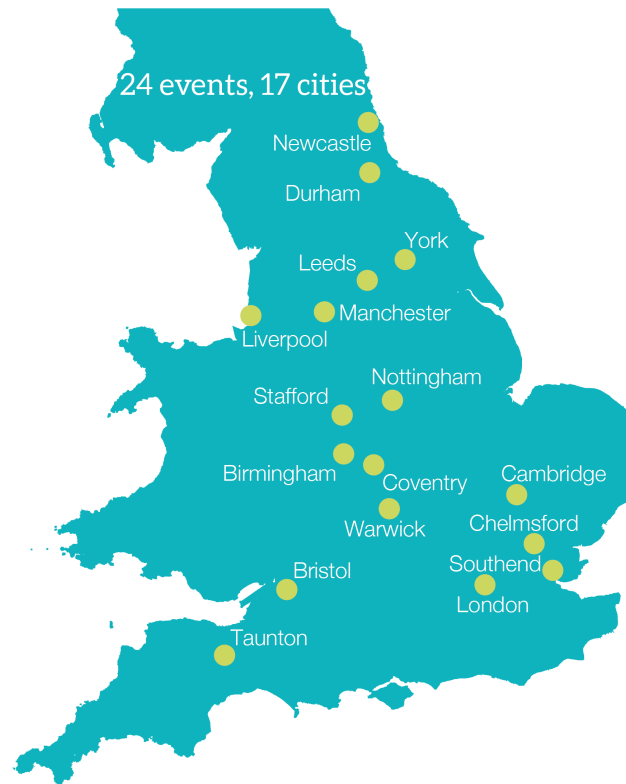 24 events, 17 cities
Newcastle
Durham
York
Leeds
Manchester
Liverpool
Nottingham
Stafford
Birmingham
Coventry
Cambridge
Warwick
Chelmsford
Southend
Bristol
London
Taunton